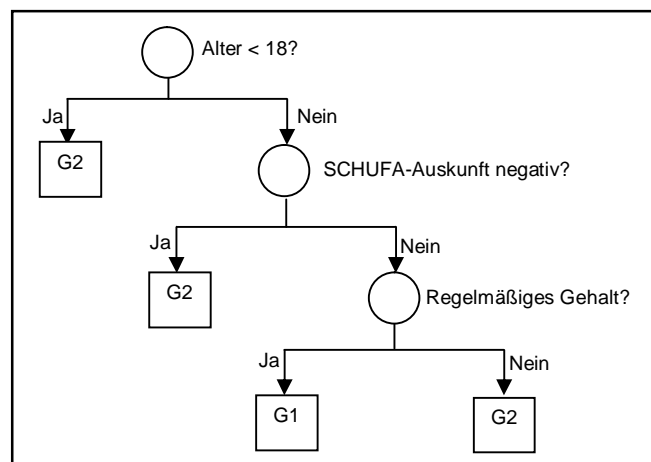 Alter < 18?
Ja
Nein
G2
SCHUFA-Auskunft negativ?
Ja
Nein
G2
Regelmäßiges Gehalt?
Ja
Nein
G1
G2